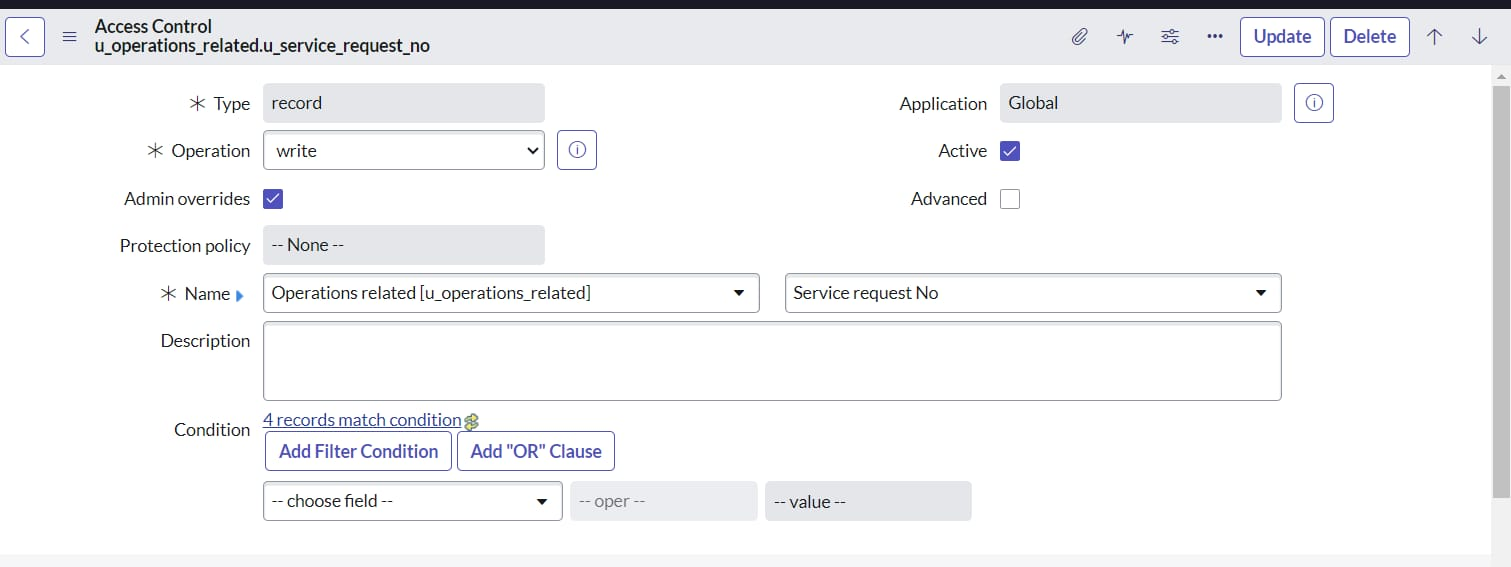 Access Control
u_operations_related.u_service_request_no
Update
Delete
Type
record
Application
Global
Operation
write
Active
Admin overrides
Advanced
Protection policy
-- None --
Name
Operations related [u_operations_related]
Service request No
Description
Condition
4 records match condition
Add Filter Condition
Add "OR" Clause
-- choose field --
-- oper --
-- value --